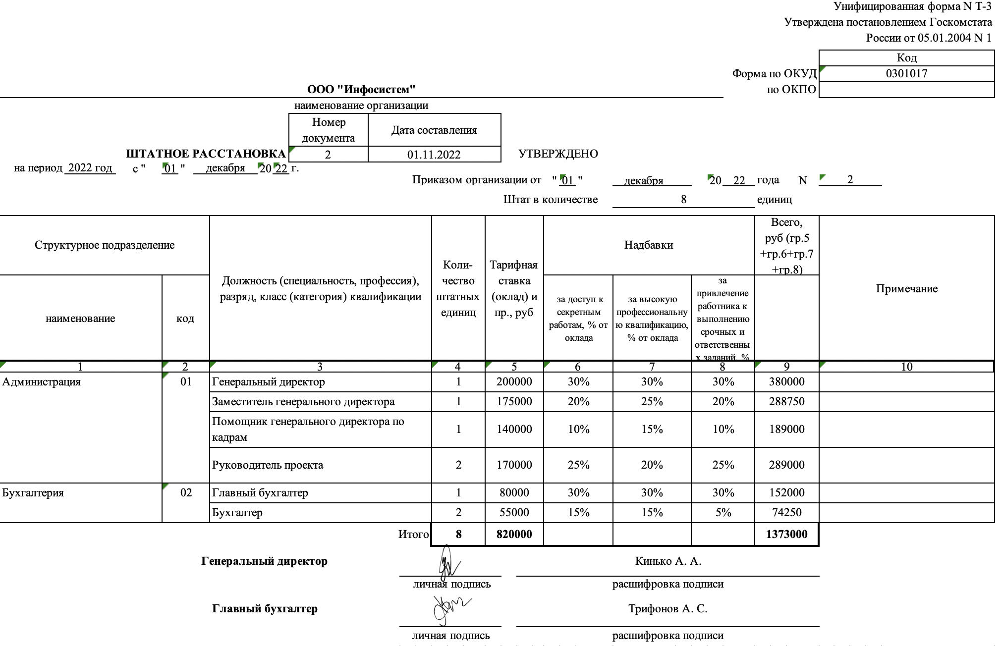 Унифицированная форма N Т-3
Утверждена постановлением Госкомстата
России от 05.01.2004 N 1
Код
Форма по ОКУД 0301017
ООО "Инфосистем" по ОКПО
наименование организации
Номер документа Дата составления
ШТАТНОЕ РАССТАНОВКА 2 01.11.2022 УТВЕРЖДЕНО
на период 2022 год с " 01 " декабря 20 22 г.
Приказом организации от " 01 " декабря 20 22 года N 2
Штат в количестве 8 единиц
Структурное подразделение
наименование
код
Должность (специальность, профессия),
разряд, класс (категория) квалификации
Коли-
чество
штатных
единиц
Тарифная
ставка
(оклад) и
пр., руб
Надбавки
за доступ к
секретным
работам, % от
оклада
за высокую
профессиональну
ю квалификацию,
% от оклада
за
привлечение
работника к
выполнению
срочных и
ответственны
х заданий, %
Всего,
руб (гр.5
+гр.6+гр.7
+гр.8)
Примечание
1 2 3 4 5 6 7 8 9 10
Администрация 01 Генеральный директор 1 200000 30% 30% 30% 380000
Заместитель генерального директора 1 175000 20% 25% 20% 288750
Помощник генерального директора по
кадрам 1 140000 10% 15% 10% 189000
Руководитель проекта 2 170000 25% 20% 25% 289000
Бухгалтерия 02 Главный бухгалтер 1 80000 30% 30% 30% 152000
Бухгалтер 2 55000 15% 15% 5% 74250
Итого 8 820000 1373000
Генеральный директор Кинько А. А.
личная подпись расшифровка подписи
Главный бухгалтер Трифонов А. С.
личная подпись расшифровка подписи